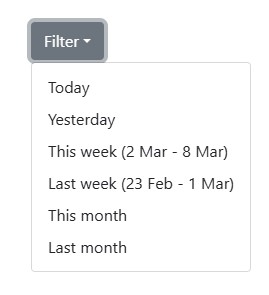 Filter
Today
Yesterday
This week (2 Mar - 8 Mar)
Last week (23 Feb - 1 Mar)
This month
Last month